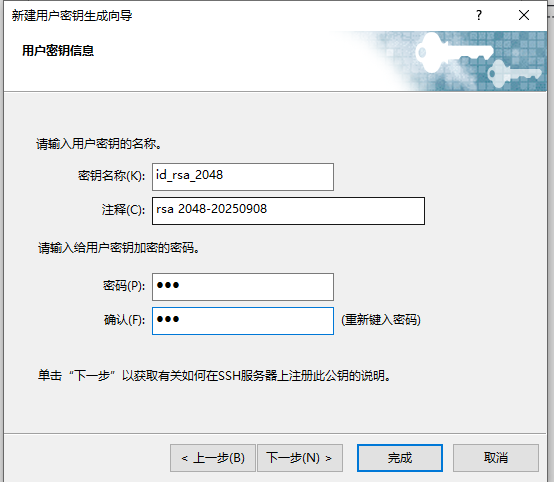 新建用户密钥生成向导
用户密钥信息
请输入用户密钥的名称。
密钥名称(K): id_rsa_2048
注释(C): rsa 2048-20250908
请输入给用户密钥加密的密码。
密码(P): ●●●
确认(F): ●●● (重新键入密码)
单击“下一步”以获取有关如何在SSH服务器上注册此公钥的说明。
< 上一步(B) 下一步(N) > 完成 取消